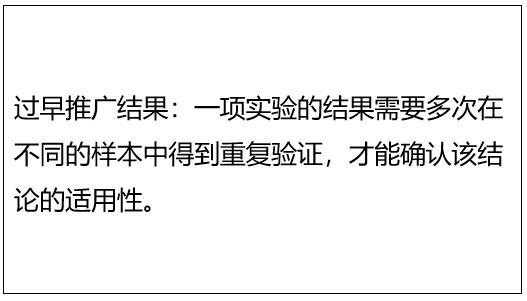 过早推广结果：一项实验的结果需要多次在
不同的样本中得到重复验证，才能确认该结
论的适用性。